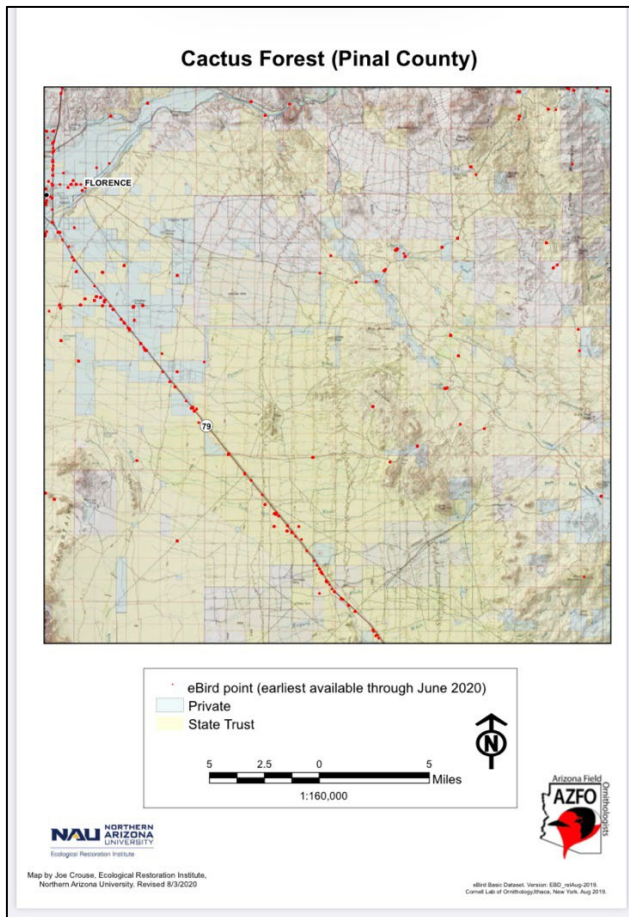 Cactus Forest (Pinal County)
FLORENCE
79
eBird point (earliest available through June 2020)
Private
State Trust
N
5 2.5 0 5
Miles
1:160,000
NAU NORTHERN
ARIZONA
UNIVERSITY
Ecological Restoration Institute
Map by Joe Crouse, Ecological Restoration Institute,
Northern Arizona University. Revised 8/3/2020
Arizona Field
Ornithologists
AZFO
eBird Basic Dataset. Version: EBD_relAug-2019.
Cornell Lab of Ornithology,Ithaca, New York. Aug 2019.